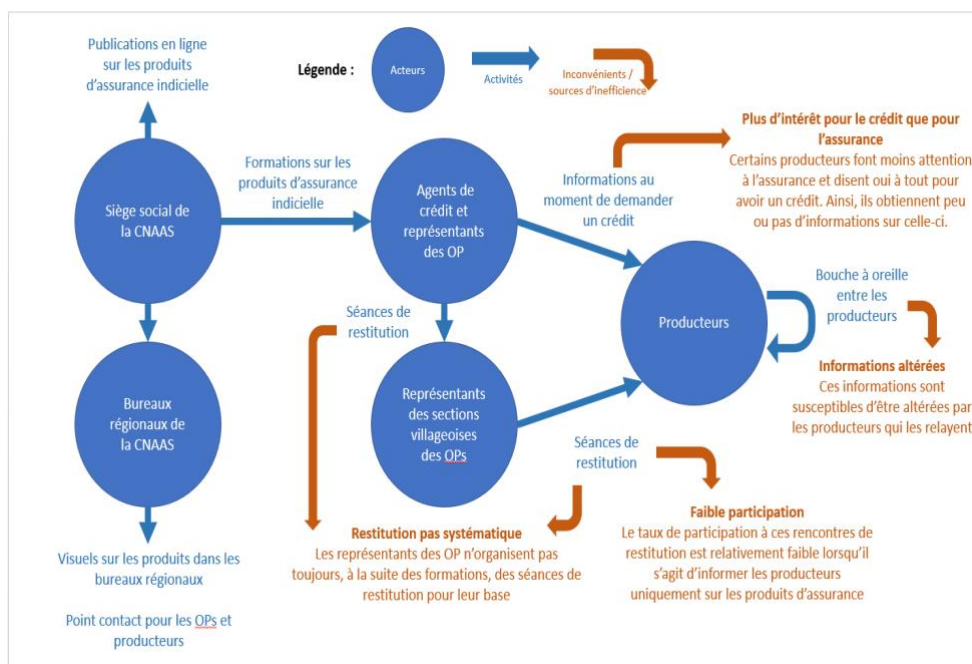 Publications en ligne
sur les produits
d'assurance indicielle
Légende :
Acteurs
Activités
Inconvénients /
sources d'inefficience
Siège social de
la CNAAS
Formations sur les
produits d'assurance
indicielle
Agents de
crédit et
représentants
des OP
Informations au
moment de demander
un crédit
Plus d'intérêt pour le crédit que pour
l'assurance
Certains producteurs font moins attention
à l'assurance et disent oui à tout pour
avoir un crédit. Ainsi, ils obtiennent peu
ou pas d'informations sur celle-ci.
Séances de
restitution
Producteurs
Bouche à oreille
entre les
producteurs
Informations altérées
Ces informations sont
susceptibles d'être altérées par
les producteurs qui les relayent
Bureaux
régionaux de
la CNAAS
Représentants
des sections
villageoises
des OPs
Séances de
restitution
Restitution pas systématique
Les représentants des OP n'organisent pas
toujours, à la suite des formations, des séances de
restitution pour leur base
Faible participation
Le taux de participation à ces rencontres de
restitution est relativement faible lorsqu'il
s'agit d'informer les producteurs
uniquement sur les produits d'assurance
Visuels sur les produits dans les
bureaux régionaux
Point contact pour les OPs et
producteurs